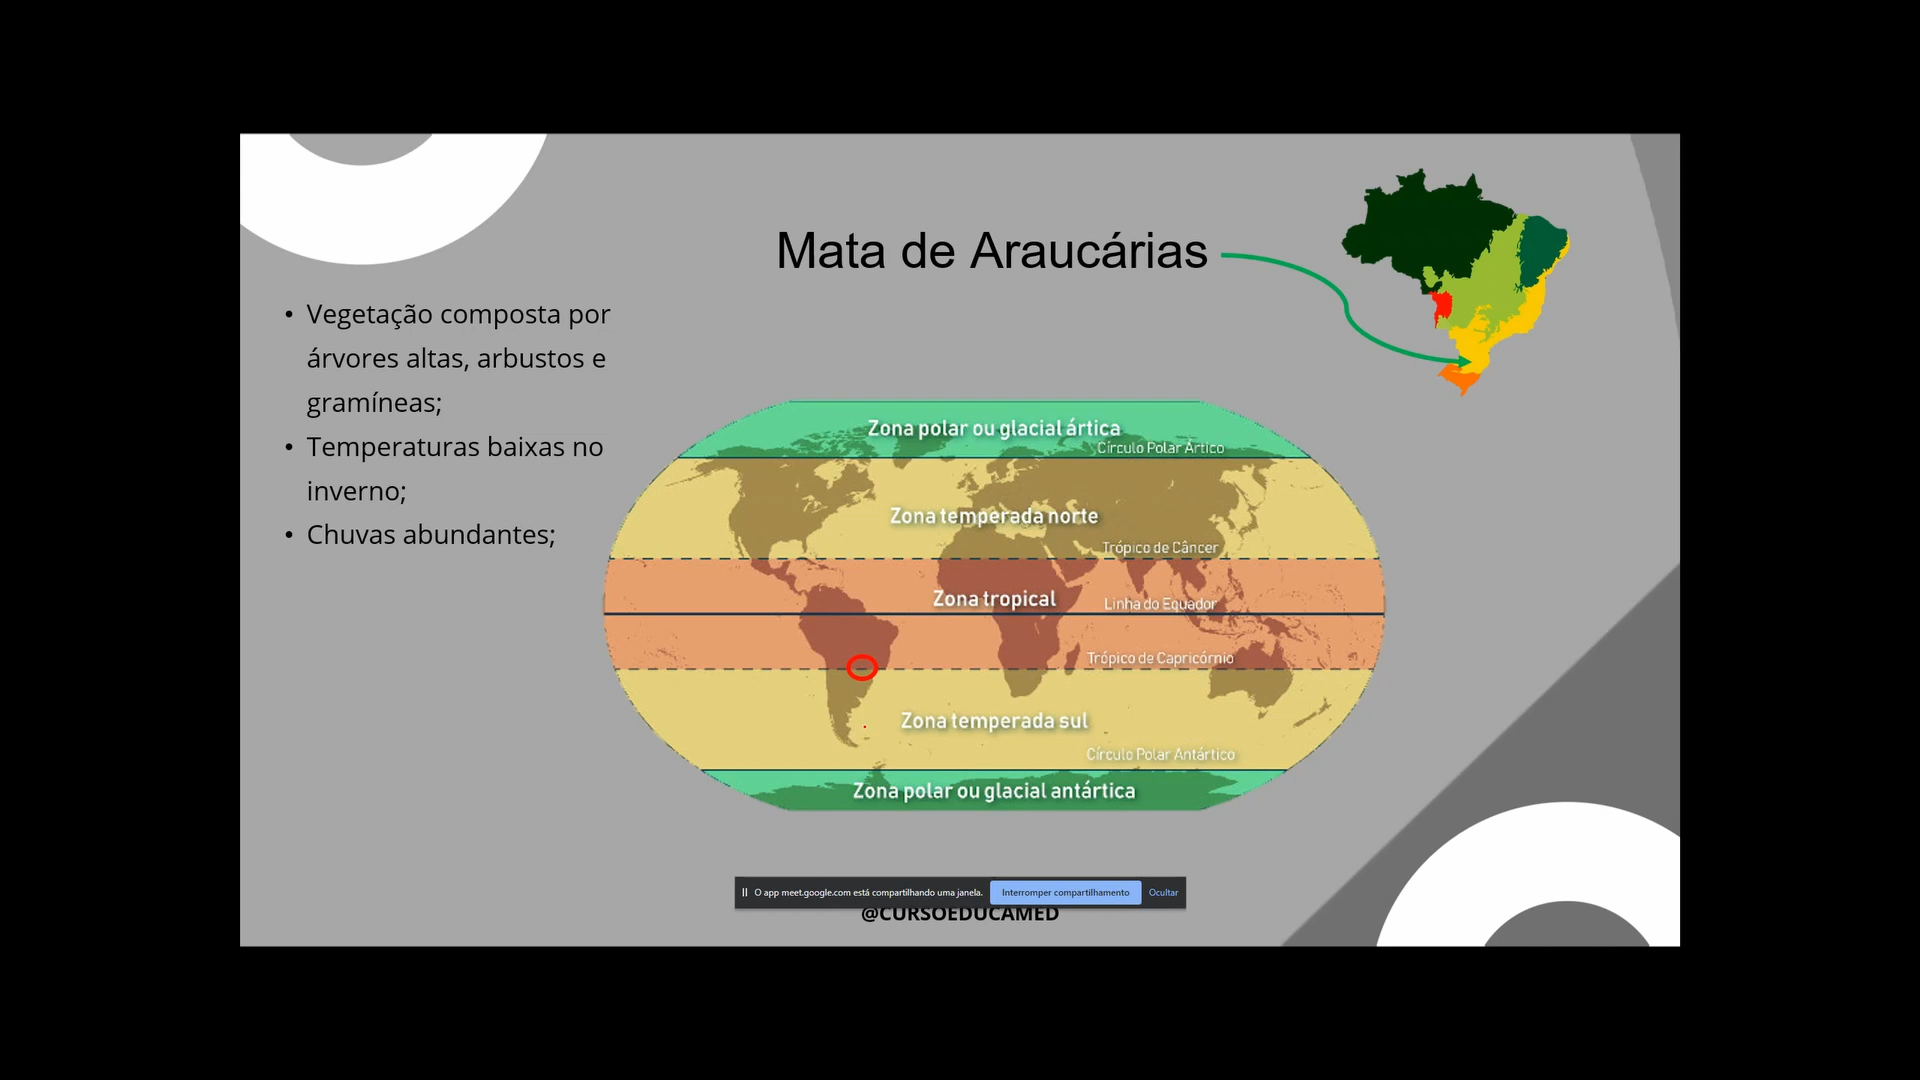 Mata de Araucárias
• Vegetação composta por
árvores altas, arbustos e
gramíneas;
• Temperaturas baixas no
inverno;
• Chuvas abundantes;
Zona polar ou glacial ártica
Círculo Polar Ártico
Zona temperada norte
Trópico de Câncer
Zona tropical
Linha do Equador
Trópico de Capricórnio
Zona temperada sul
Círculo Polar Antártico
Zona polar ou glacial antártica
O app meet.google.com está compartilhando uma janela. Interromper compartilhamento Ocultar
@CURSOEDUCAMED